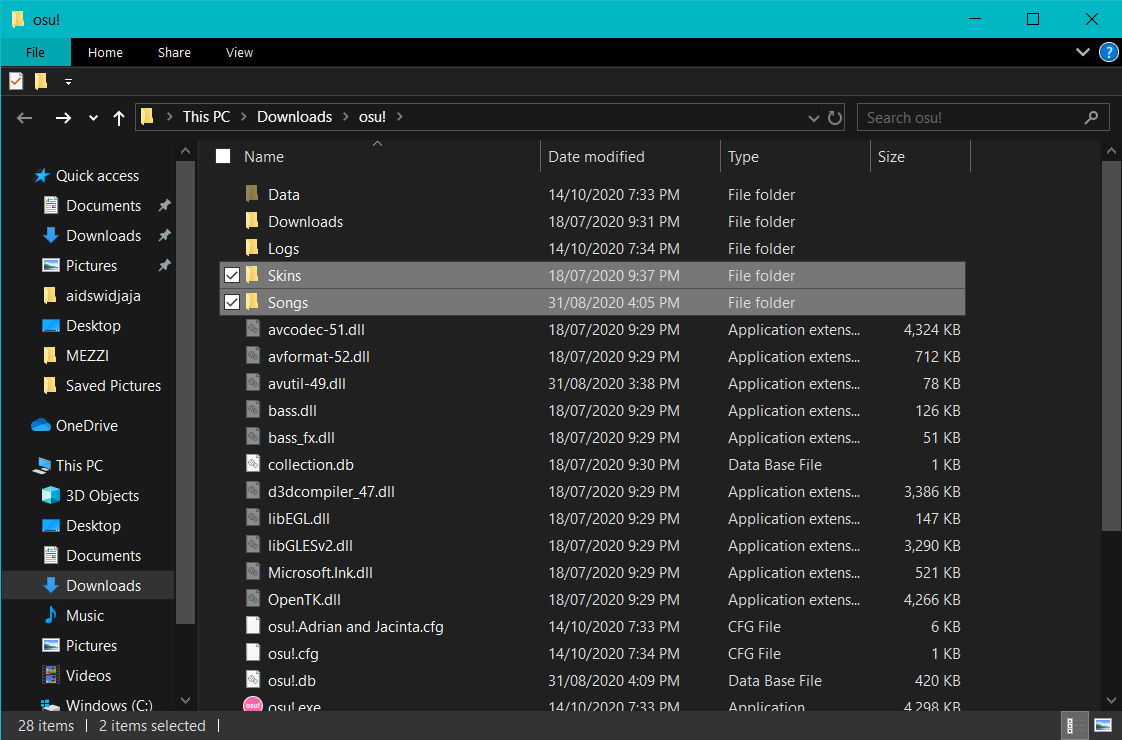 osu!
File Home Share View
?
This PC Downloads osu!
Search osu!
Name Date modified Type Size
Quick access
Documents
Downloads
Pictures
aidswidjaja
Desktop
MEZZI
Saved Pictures
OneDrive
This PC
3D Objects
Desktop
Documents
Downloads
Music
Pictures
Videos
Windows (C:)
Data 14/10/2020 7:33 PM File folder
Downloads 18/07/2020 9:31 PM File folder
Logs 14/10/2020 7:34 PM File folder
Skins 18/07/2020 9:37 PM File folder
Songs 31/08/2020 4:05 PM File folder
avcodec-51.dll 18/07/2020 9:29 PM Application extens... 4,324 KB
avformat-52.dll 18/07/2020 9:29 PM Application extens... 712 KB
avutil-49.dll 31/08/2020 3:38 PM Application extens... 78 KB
bass.dll 18/07/2020 9:29 PM Application extens... 126 KB
bass_fx.dll 18/07/2020 9:29 PM Application extens... 51 KB
collection.db 18/07/2020 9:30 PM Data Base File 1 KB
d3dcompiler_47.dll 18/07/2020 9:29 PM Application extens... 3,386 KB
libEGL.dll 18/07/2020 9:29 PM Application extens... 147 KB
libGLESv2.dll 18/07/2020 9:29 PM Application extens... 3,290 KB
Microsoft.Ink.dll 18/07/2020 9:29 PM Application extens... 521 KB
OpenTK.dll 18/07/2020 9:29 PM Application extens... 4,266 KB
osu!.Adrian and Jacinta.cfg 14/10/2020 7:33 PM CFG File 6 KB
osu!.cfg 14/10/2020 7:34 PM CFG File 1 KB
osu!.db 31/08/2020 4:09 PM Data Base File 420 KB
osu! osu!.exe 14/10/2020 7:33 PM Application 4,298 KB
28 items 2 items selected